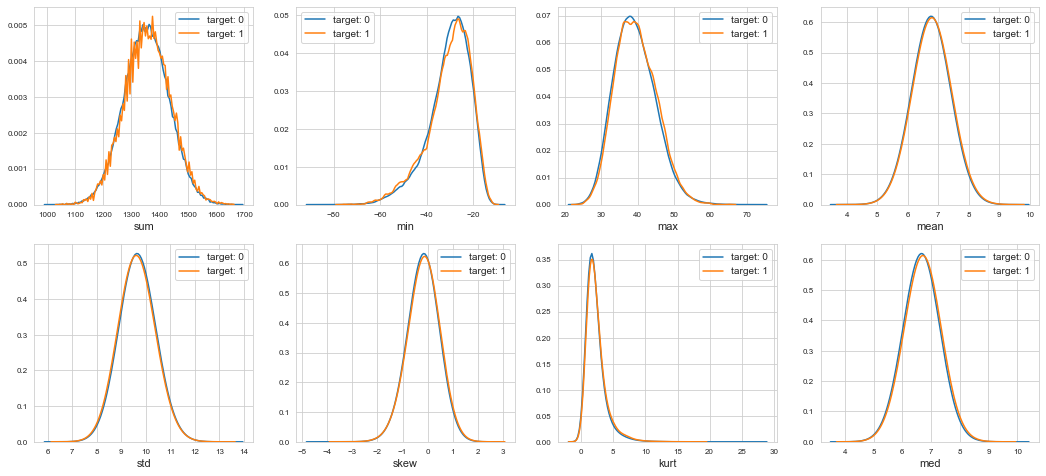 target: 0
target: 1
0.005
0.004
0.003
0.002
0.001
0.000
1000 1100 1200 1300 1400 1500 1600 1700
sum
target: 0
target: 1
0.05
0.04
0.03
0.02
0.01
0.00
−80 −60 −40 −20
min
target: 0
target: 1
0.07
0.06
0.05
0.04
0.03
0.02
0.01
0.00
20 30 40 50 60 70
max
target: 0
target: 1
0.6
0.5
0.4
0.3
0.2
0.1
0.0
4 5 6 7 8 9 10
mean
target: 0
target: 1
0.5
0.4
0.3
0.2
0.1
0.0
6 7 8 9 10 11 12 13 14
std
target: 0
target: 1
0.6
0.5
0.4
0.3
0.2
0.1
0.0
−5 −4 −3 −2 −1 0 1 2 3
skew
target: 0
target: 1
0.35
0.30
0.25
0.20
0.15
0.10
0.05
0.00
0 5 10 15 20 25 30
kurt
target: 0
target: 1
0.6
0.5
0.4
0.3
0.2
0.1
0.0
4 5 6 7 8 9 10
med